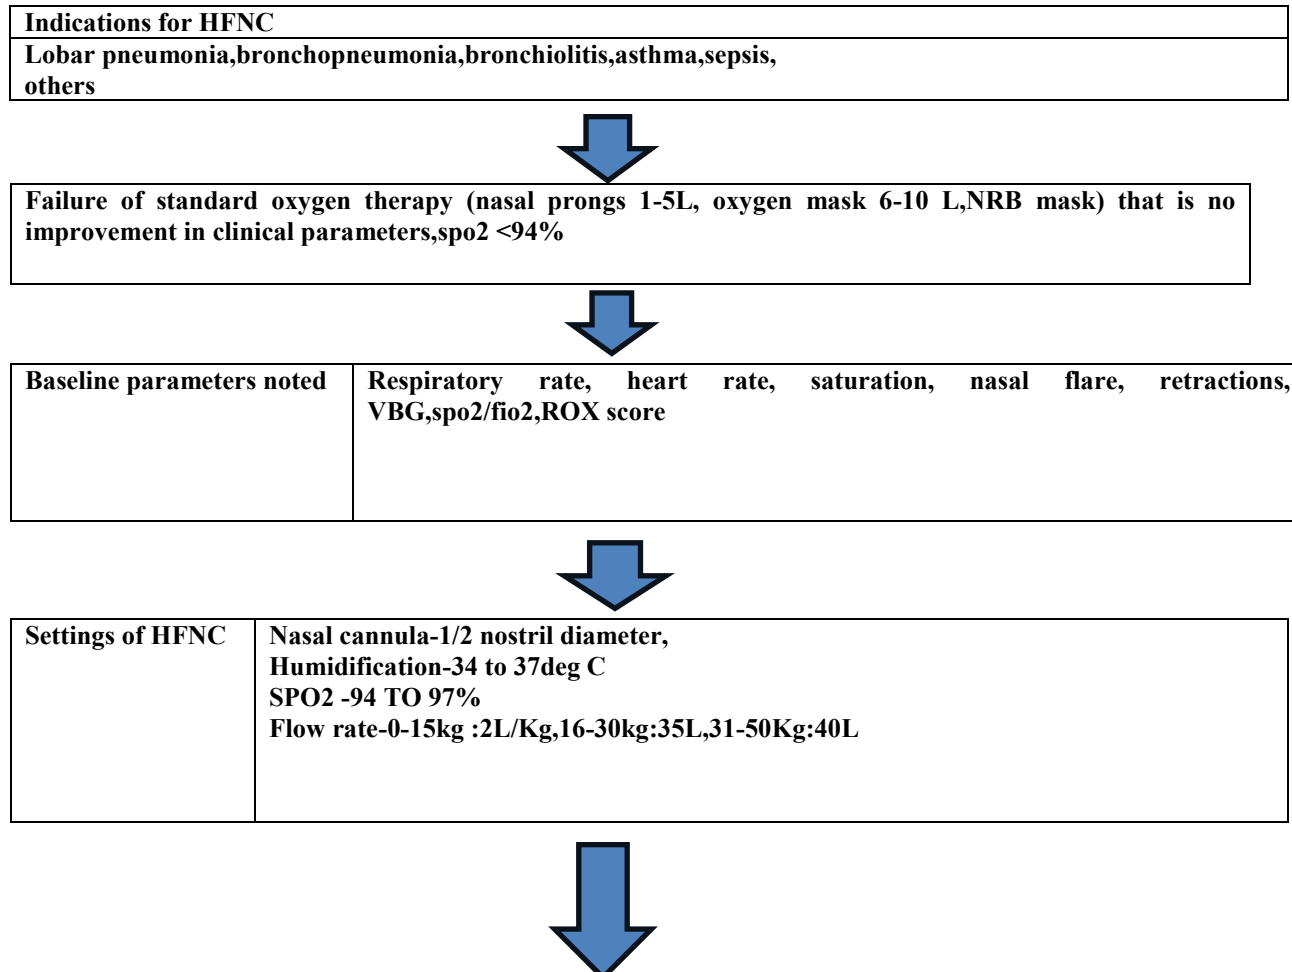 Indications for HFNC
Lobar pneumonia,bronchopneumonia,bronchiolitis,asthma,sepsis,
others
Failure of standard oxygen therapy (nasal prongs 1-5L, oxygen mask 6-10 L,NRB mask) that is no
improvement in clinical parameters,spo2 <94%
Baseline parameters noted
Respiratory rate, heart rate, saturation, nasal flare, retractions,
VBG,spo2/fio2,ROX score
Settings of HFNC
Nasal cannula-1/2 nostril diameter,
Humidification-34 to 37deg C
SPO2 -94 TO 97%
Flow rate-0-15kg :2L/Kg,16-30kg:35L,31-50Kg:40L